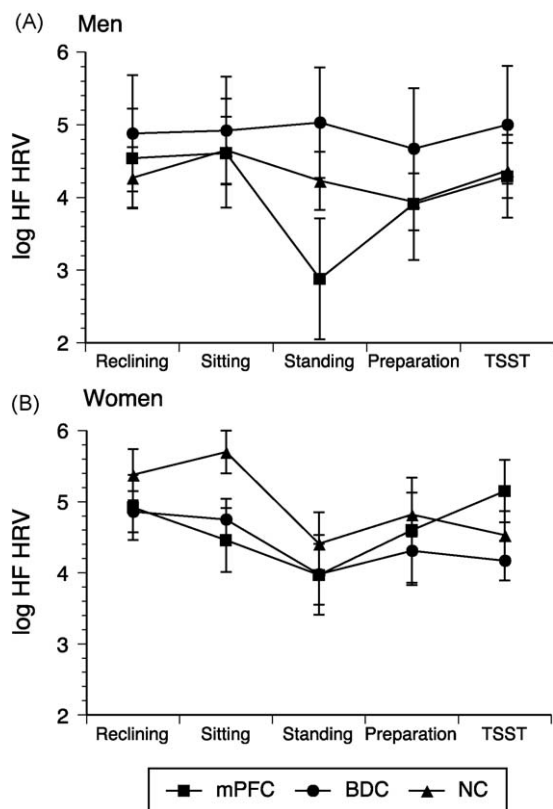 (A) Men
6
5
4
3
2
log HF HRV
Reclining Sitting Standing Preparation TSST
(B) Women
6
5
4
3
2
log HF HRV
Reclining Sitting Standing Preparation TSST
mPFC BDC NC